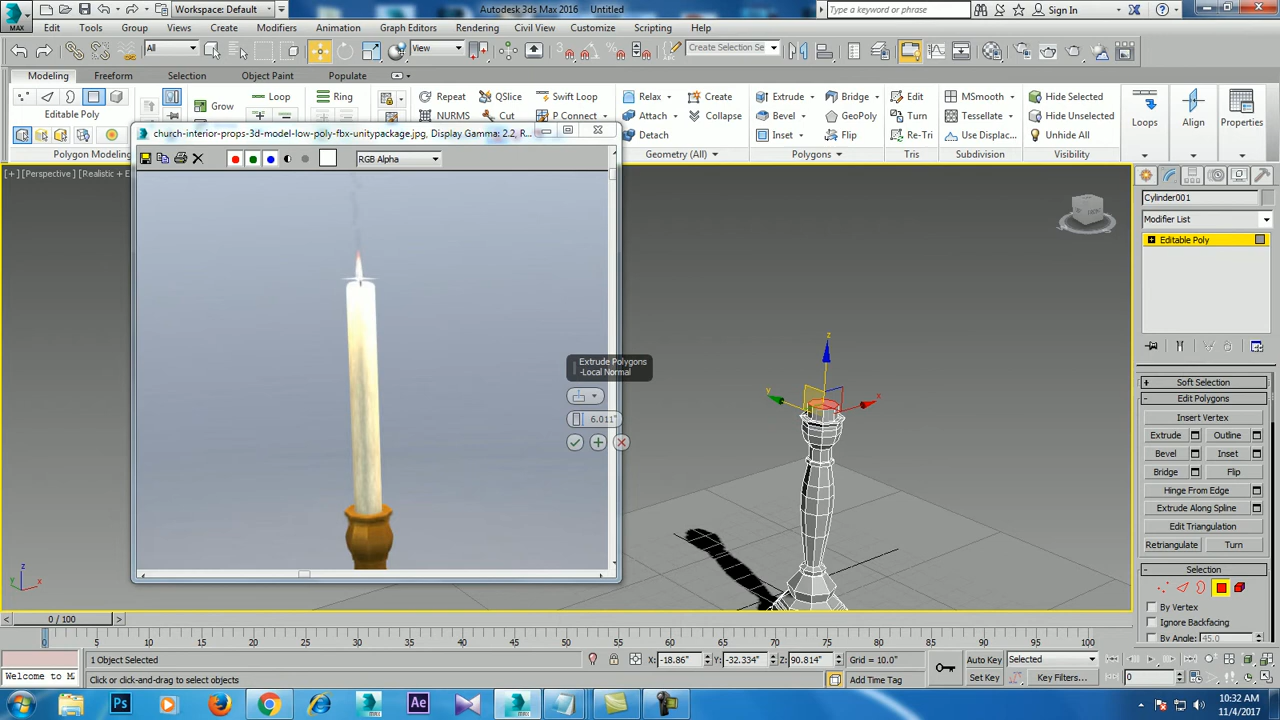 MAX
Workspace: Default
Autodesk 3ds Max 2016 Untitled
Type a keyword or phrase
Sign In
Edit Tools Group Views Create Modifiers Animation Graph Editors Rendering Civil View Customize Scripting Help
All
View
Create Selection Se
Modeling Freeform Selection Object Paint Populate
Editable Poly
Polygon Modeling
Grow
Loop
Ring
Repeat QSlice Swift Loop
NURMS Cut P Connect
Relax Create
Attach Collapse
Detach
Geometry (All)
Extrude Bridge
Bevel GeoPoly
Inset Flip
Polygons
Edit
Turn
Re-Tri
Tris
MSmooth
Tessellate
Use Displac...
Subdivision
Hide Selected
Hide Unselected
Unhide All
Visibility
Loops
Align
Properties
church-interior-props-3d-model-low-poly-fbx-unitypackage.jpg, Display Gamma: 2.2, R...
RGB Alpha
[+] [Perspective] [Realistic + E
Extrude Polygons
-Local Normal
6.011"
z
y
x
z
y
x
Cylinder001
Modifier List
Editable Poly
Soft Selection
Edit Polygons
Insert Vertex
Extrude Outline
Bevel Inset
Bridge Flip
Hinge From Edge
Extrude Along Spline
Edit Triangulation
Retriangulate Turn
Selection
By Vertex
Ignore Backfacing
By Angle: 45.0
0 / 100
0 5 10 15 20 25 30 35 40 45 50 55 60 65 70 75 80 85 90 95 100
1 Object Selected
X: -18.86" Y: -32.334" Z: 90.814" Grid = 10.0"
Auto Key Selected
Welcome to M
Click or click-and-drag to select objects
Add Time Tag
Set Key Key Filters...
0
10:32 AM
11/4/2017